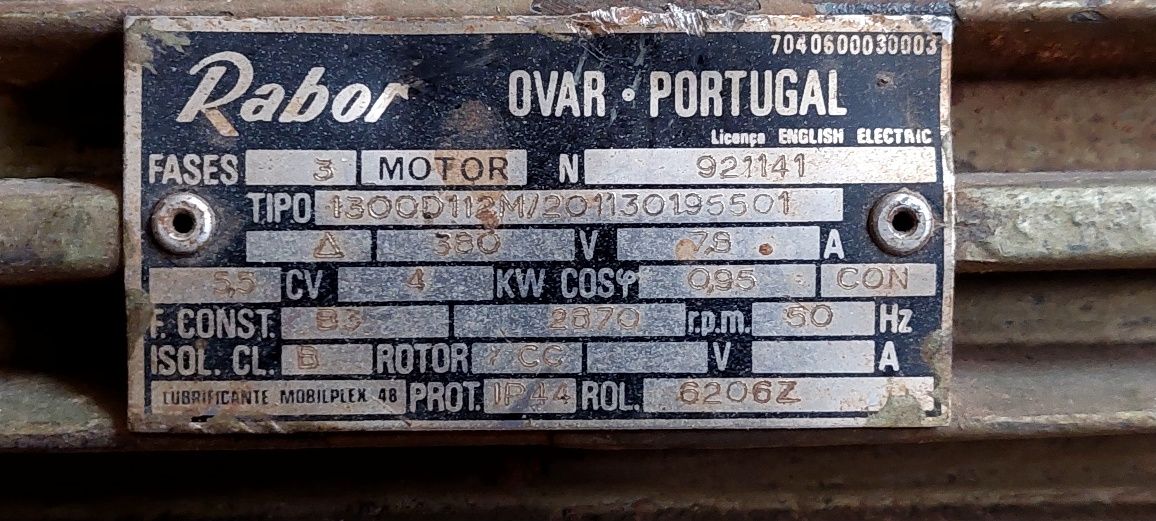 7040600030003
Rabor OVAR • PORTUGAL
Licença ENGLISH ELECTRIC
FASES 3 MOTOR N 921141
TIPO 1300D112M/201130195501
Δ 380 V 7,8 A
5,5 CV 4 KW COSφ 0,95 CON
F. CONST. B3 2870 r.p.m. 50 Hz
ISOL. CL. B ROTOR CC V A
LUBRIFICANTE MOBILPLEX 48 PROT. IP44 ROL. 6206Z